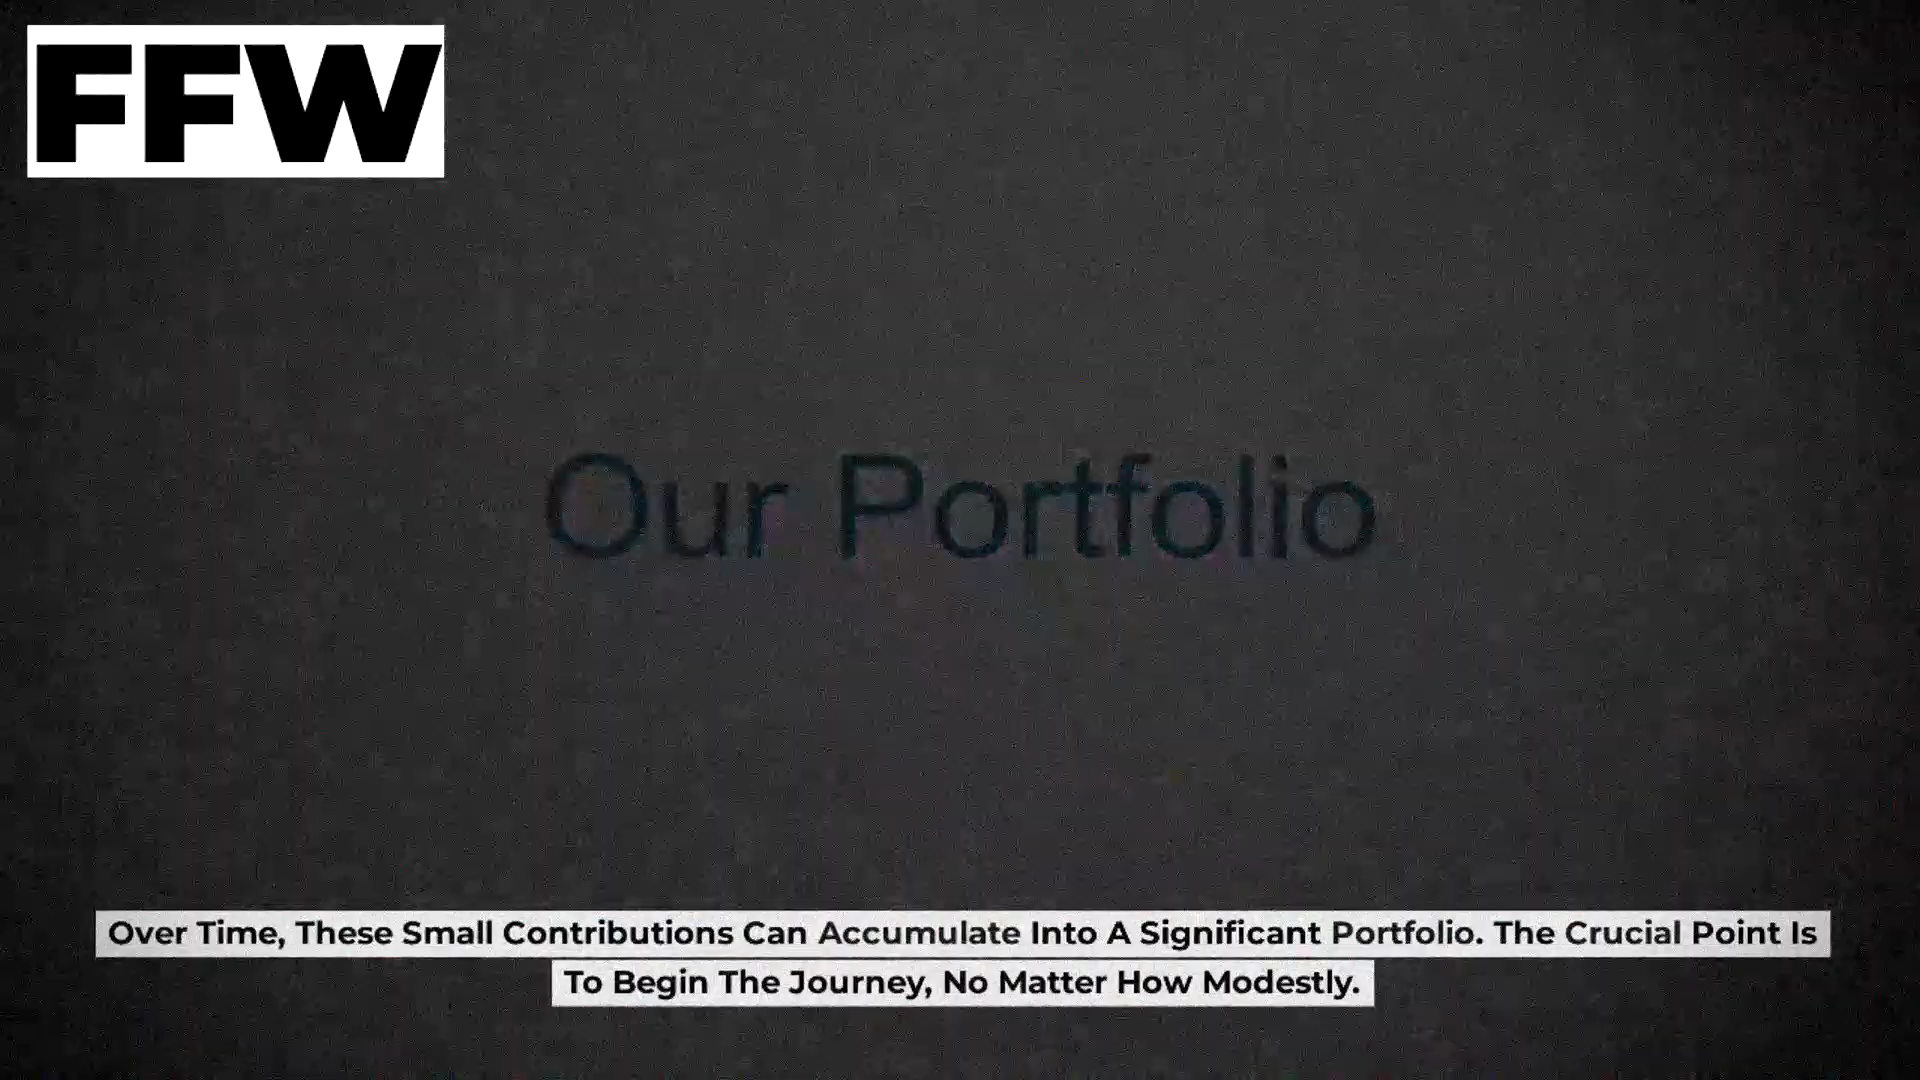 FFW
Our Portfolio
Over Time, These Small Contributions Can Accumulate Into A Significant Portfolio. The Crucial Point Is
To Begin The Journey, No Matter How Modestly.